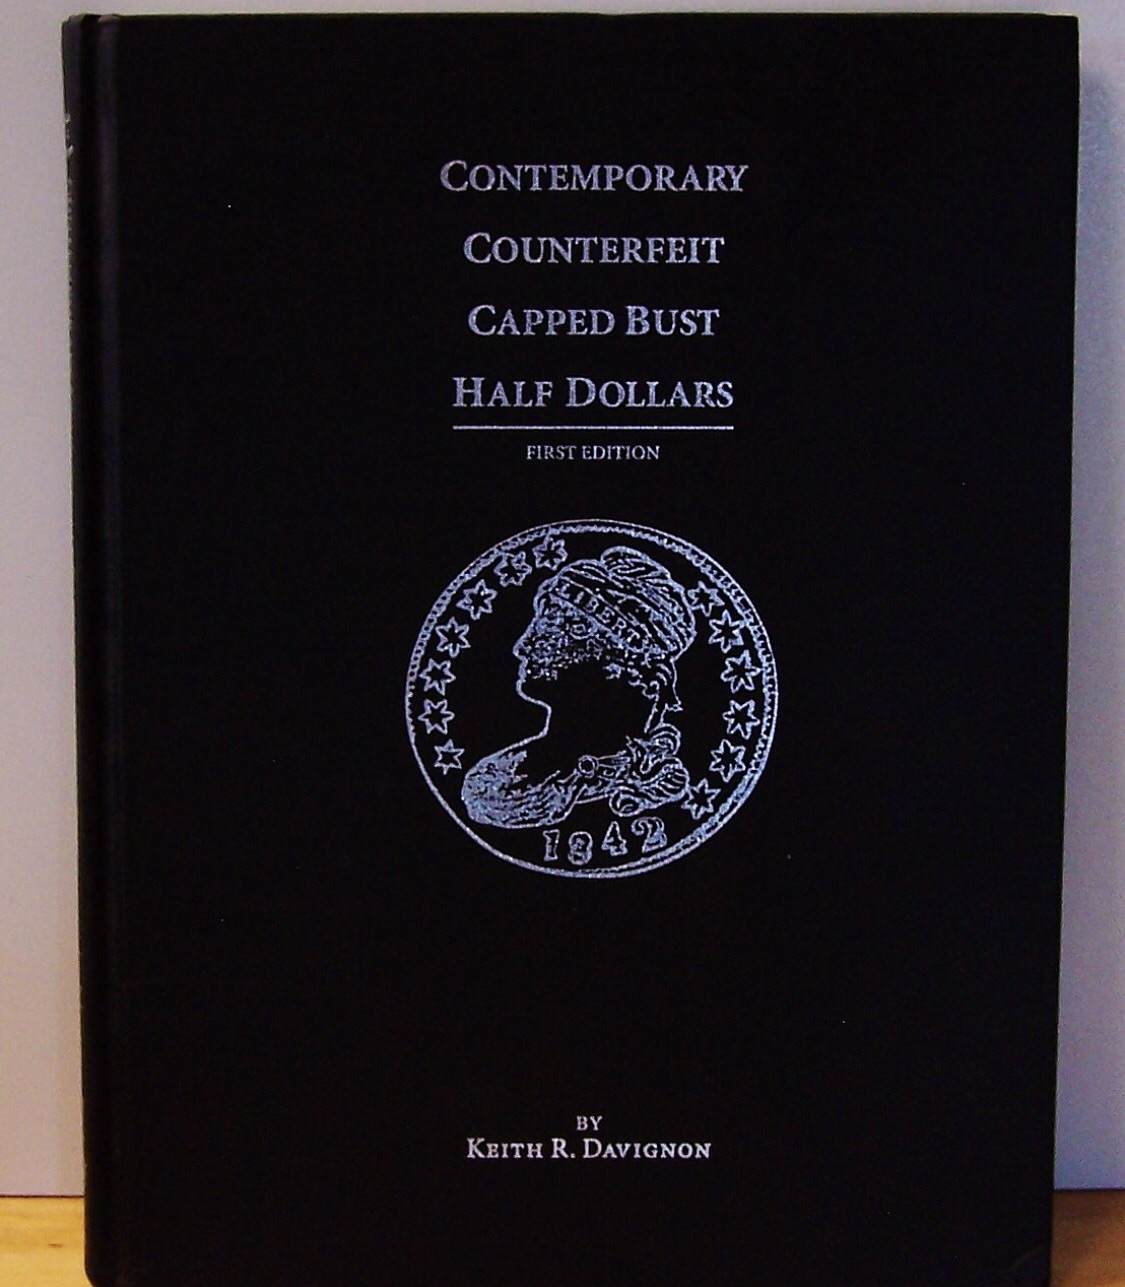 CONTEMPORARY
COUNTERFEIT
CAPPED BUST
HALF DOLLARS
FIRST EDITION
LIBERTY
1842
BY
KEITH R. DAVIGNON